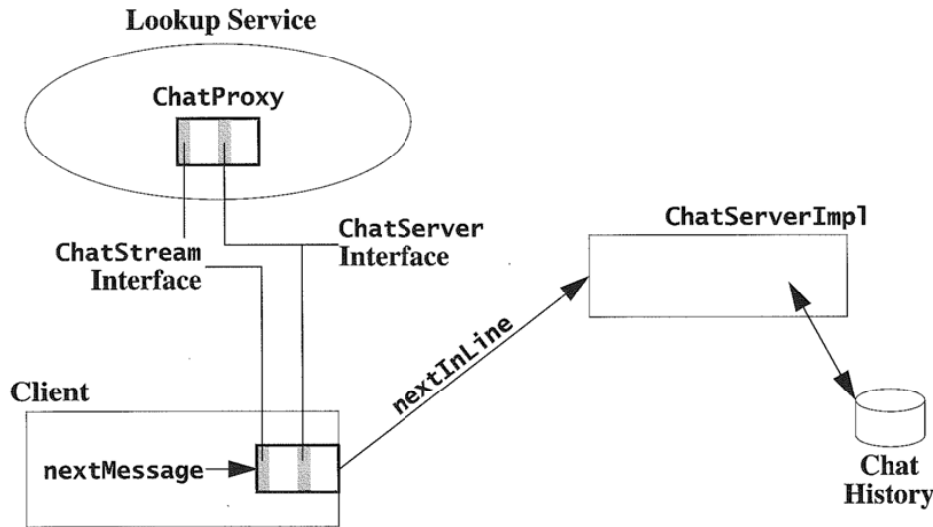 Lookup Service
ChatProxy
ChatStream
Interface
ChatServer
Interface
ChatServerImpl
nextInLine
Client
nextMessage
Chat
History